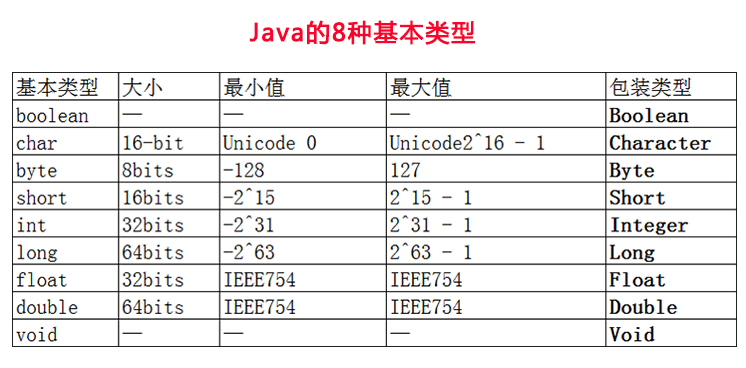 Java的8种基本类型
基本类型 大小 最小值 最大值 包装类型
boolean — — — Boolean
char 16-bit Unicode 0 Unicode2^16 - 1 Character
byte 8bits -128 127 Byte
short 16bits -2^15 2^15 - 1 Short
int 32bits -2^31 2^31 - 1 Integer
long 64bits -2^63 2^63 - 1 Long
float 32bits IEEE754 IEEE754 Float
double 64bits IEEE754 IEEE754 Double
void — — — Void